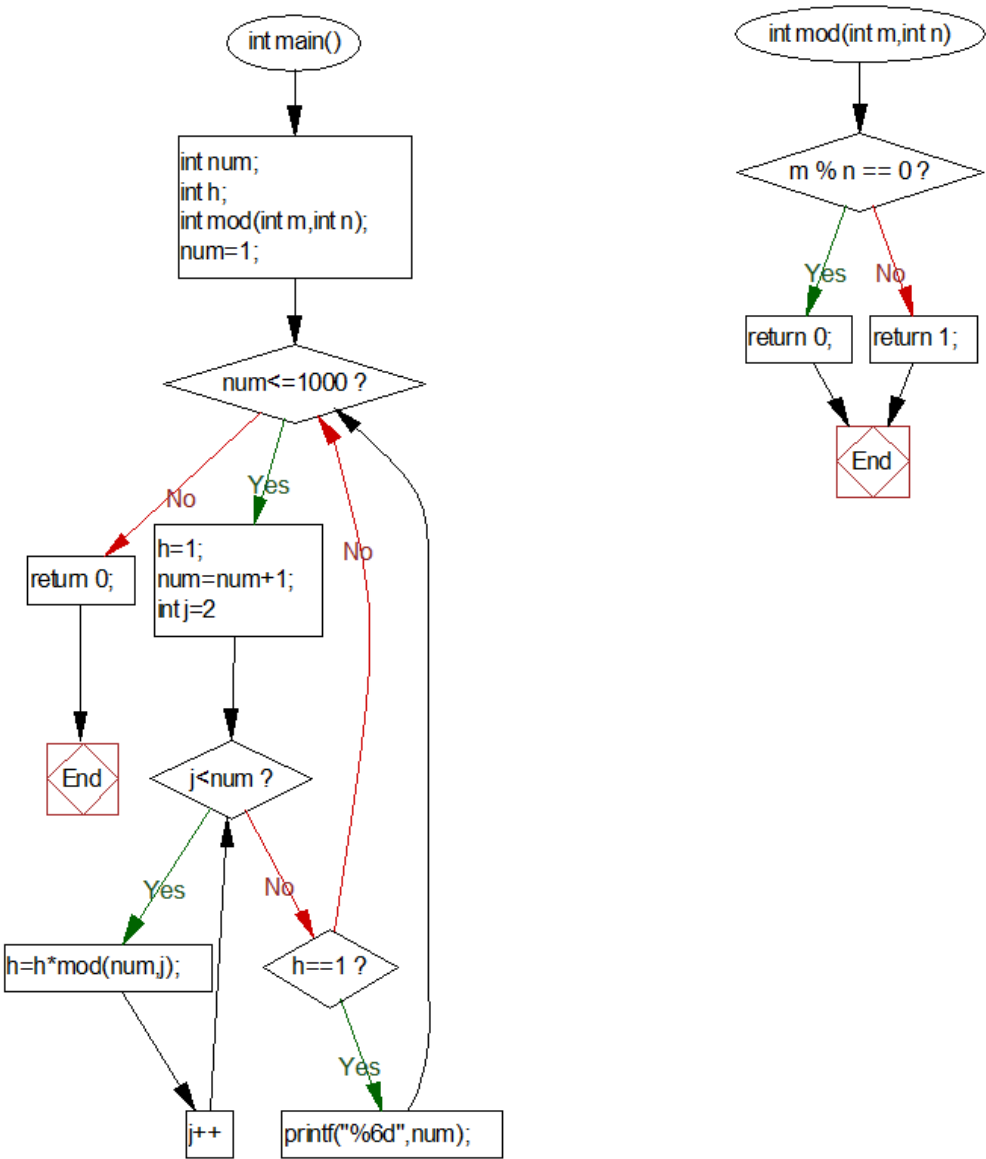 int main()
int num;
int h;
int mod(int m,int n);
num=1;
num<=1000 ?
No
Yes
No
return 0;
h=1;
num=num+1;
int j=2
End
j<num ?
Yes
No
h=h*mod(num,j);
h==1 ?
Yes
j++
printf("%6d",num);
int mod(int m,int n)
m % n == 0 ?
Yes
No
return 0;
return 1;
End